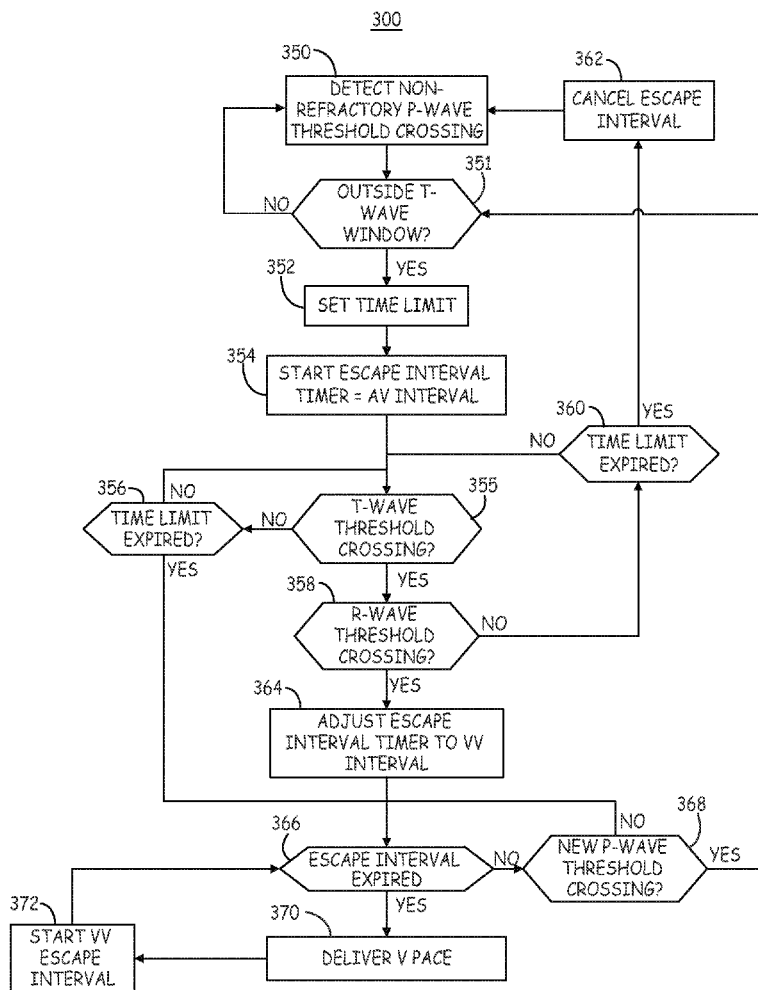 300
350
DETECT NON-
REFRACTORY P-WAVE
THRESHOLD CROSSING
362
CANCEL ESCAPE
INTERVAL
351
OUTSIDE T-
WAVE
WINDOW?
NO
YES
352
SET TIME LIMIT
354
START ESCAPE INTERVAL
TIMER = AV INTERVAL
360
TIME LIMIT
EXPIRED?
YES
NO
356
TIME LIMIT
EXPIRED?
NO
YES
355
T-WAVE
THRESHOLD
CROSSING?
NO
YES
358
R-WAVE
THRESHOLD
CROSSING?
NO
YES
364
ADJUST ESCAPE
INTERVAL TIMER TO VV
INTERVAL
366
ESCAPE INTERVAL
EXPIRED
NO
YES
368
NEW P-WAVE
THRESHOLD
CROSSING?
NO
YES
372
START VV
ESCAPE
INTERVAL
370
DELIVER V PACE